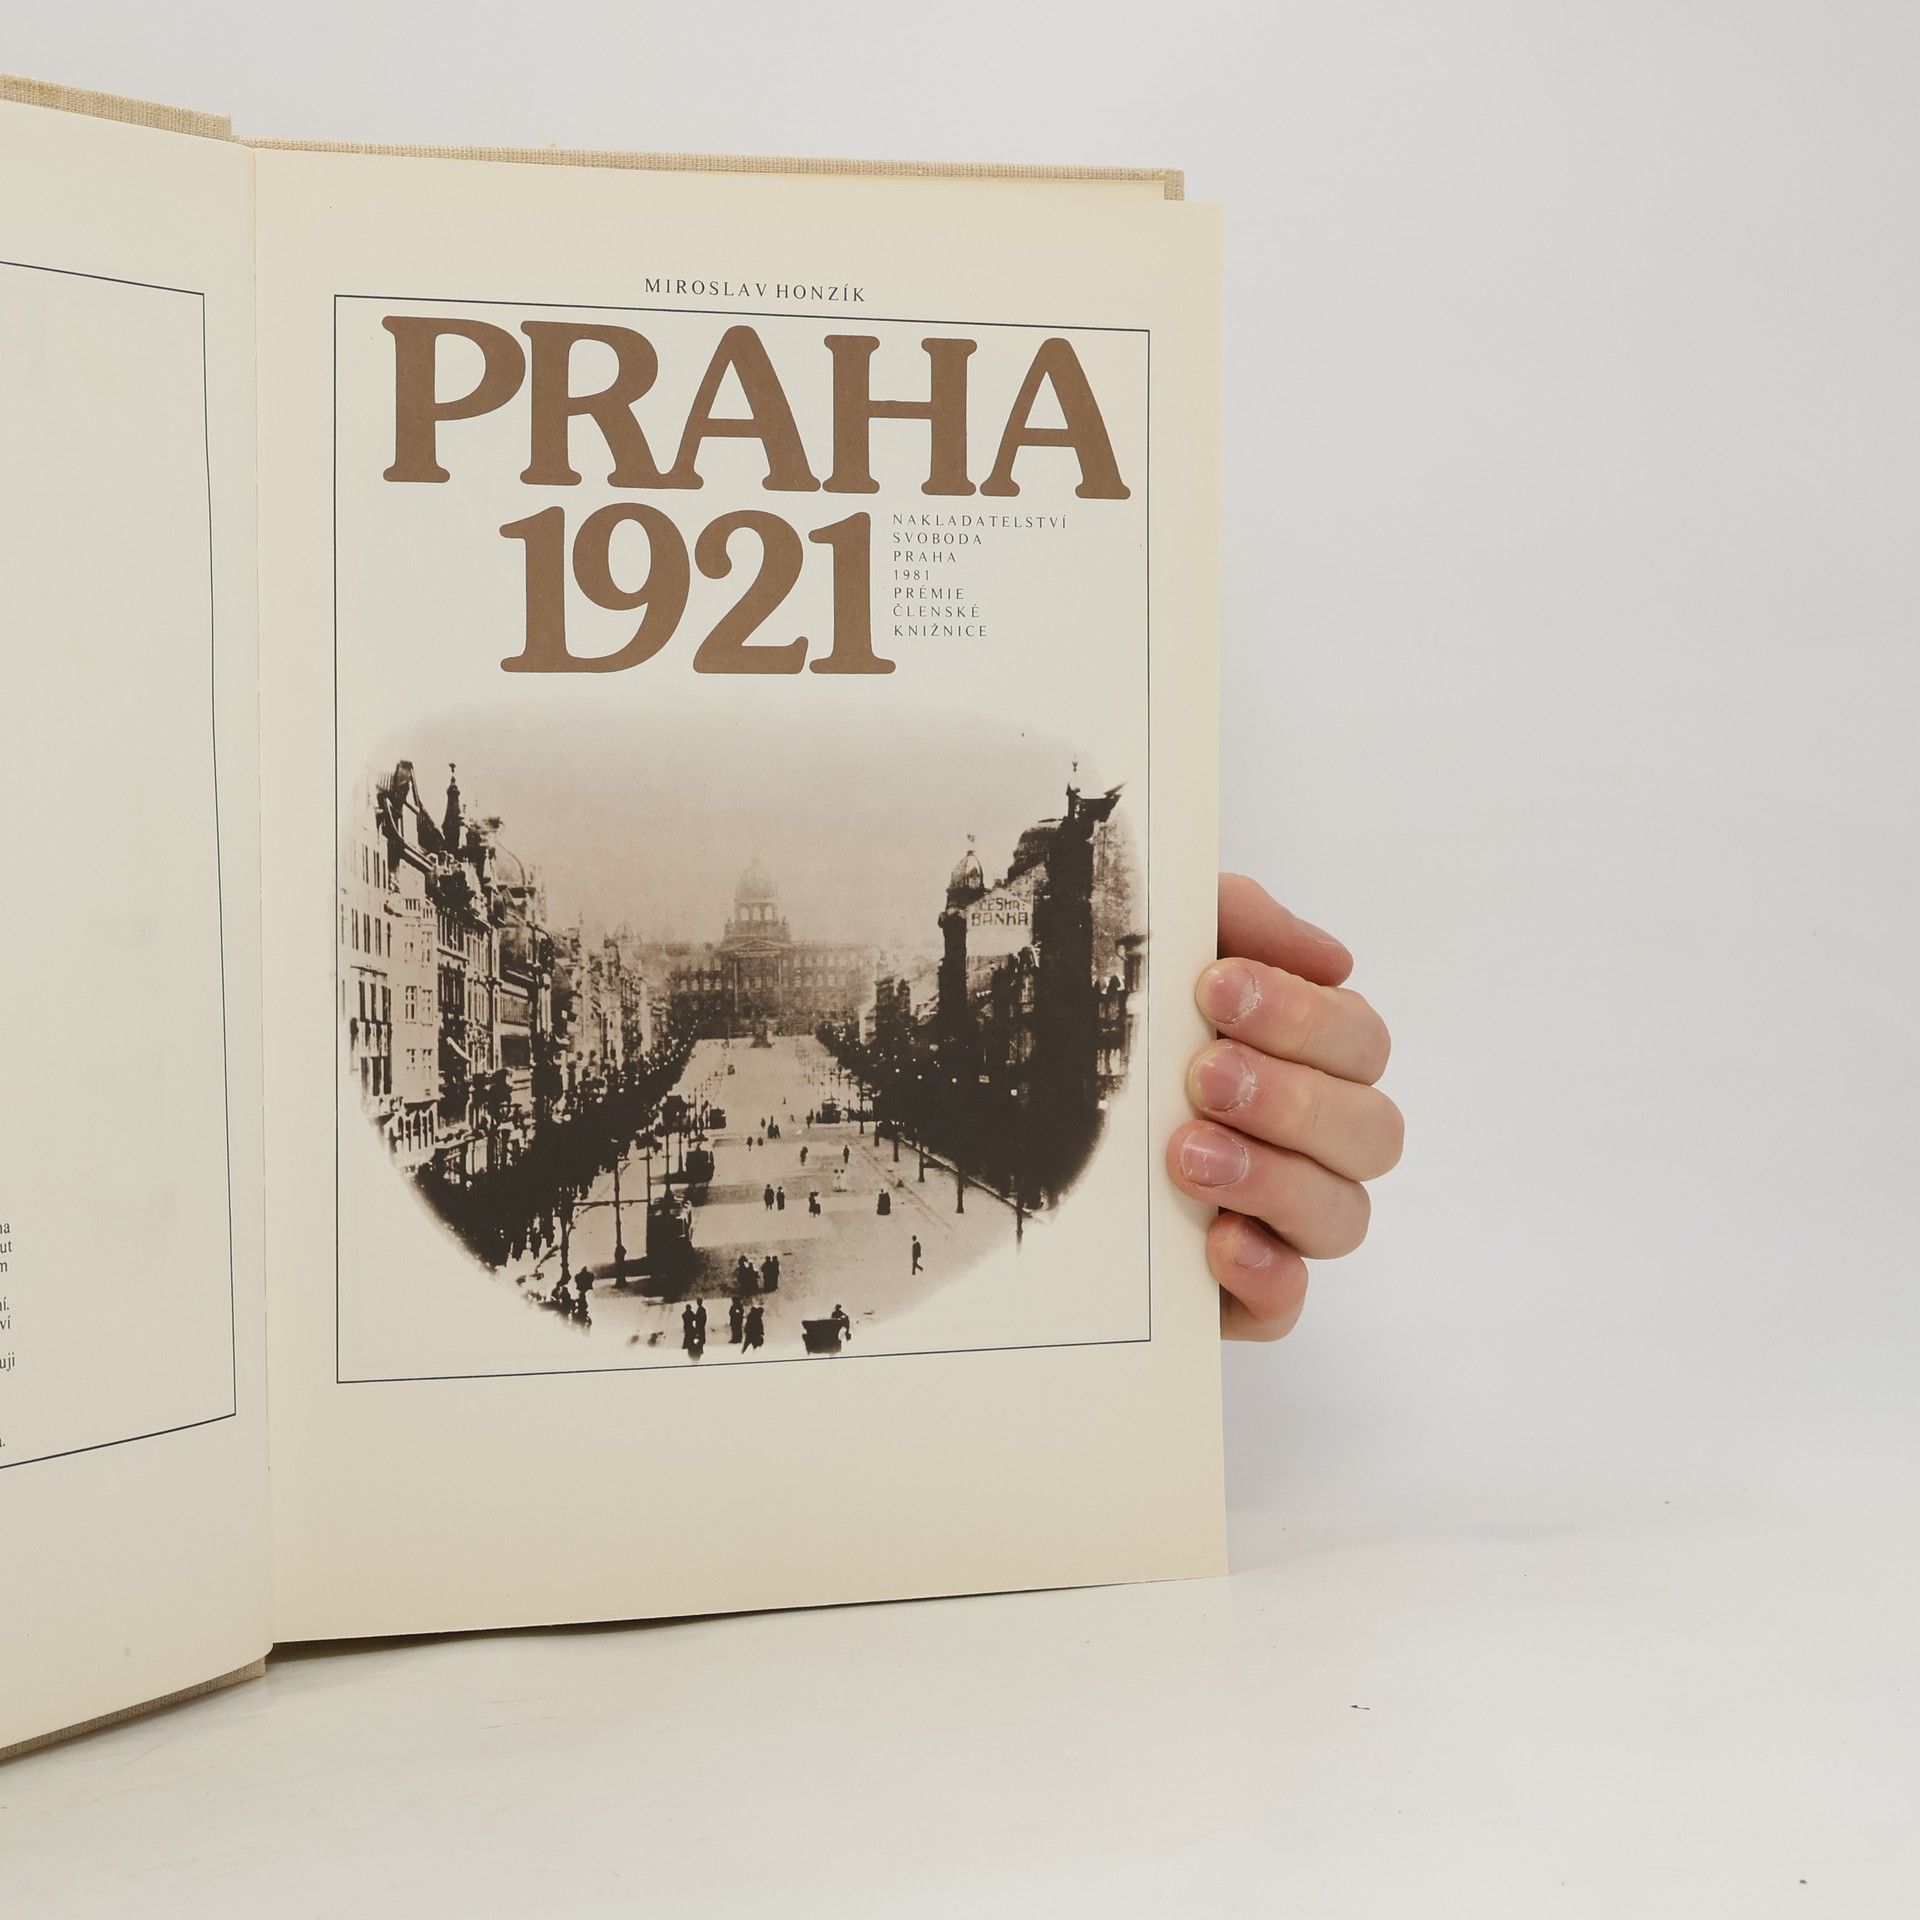 MIROSLAV HONZÍK
PRAHA
1921
NAKLADATELSTVÍ
SVOBODA
PRAHA
1981
PRÉMIE
ČLENSKÉ
KNIŽNICE
ČESKÁ
BANKA